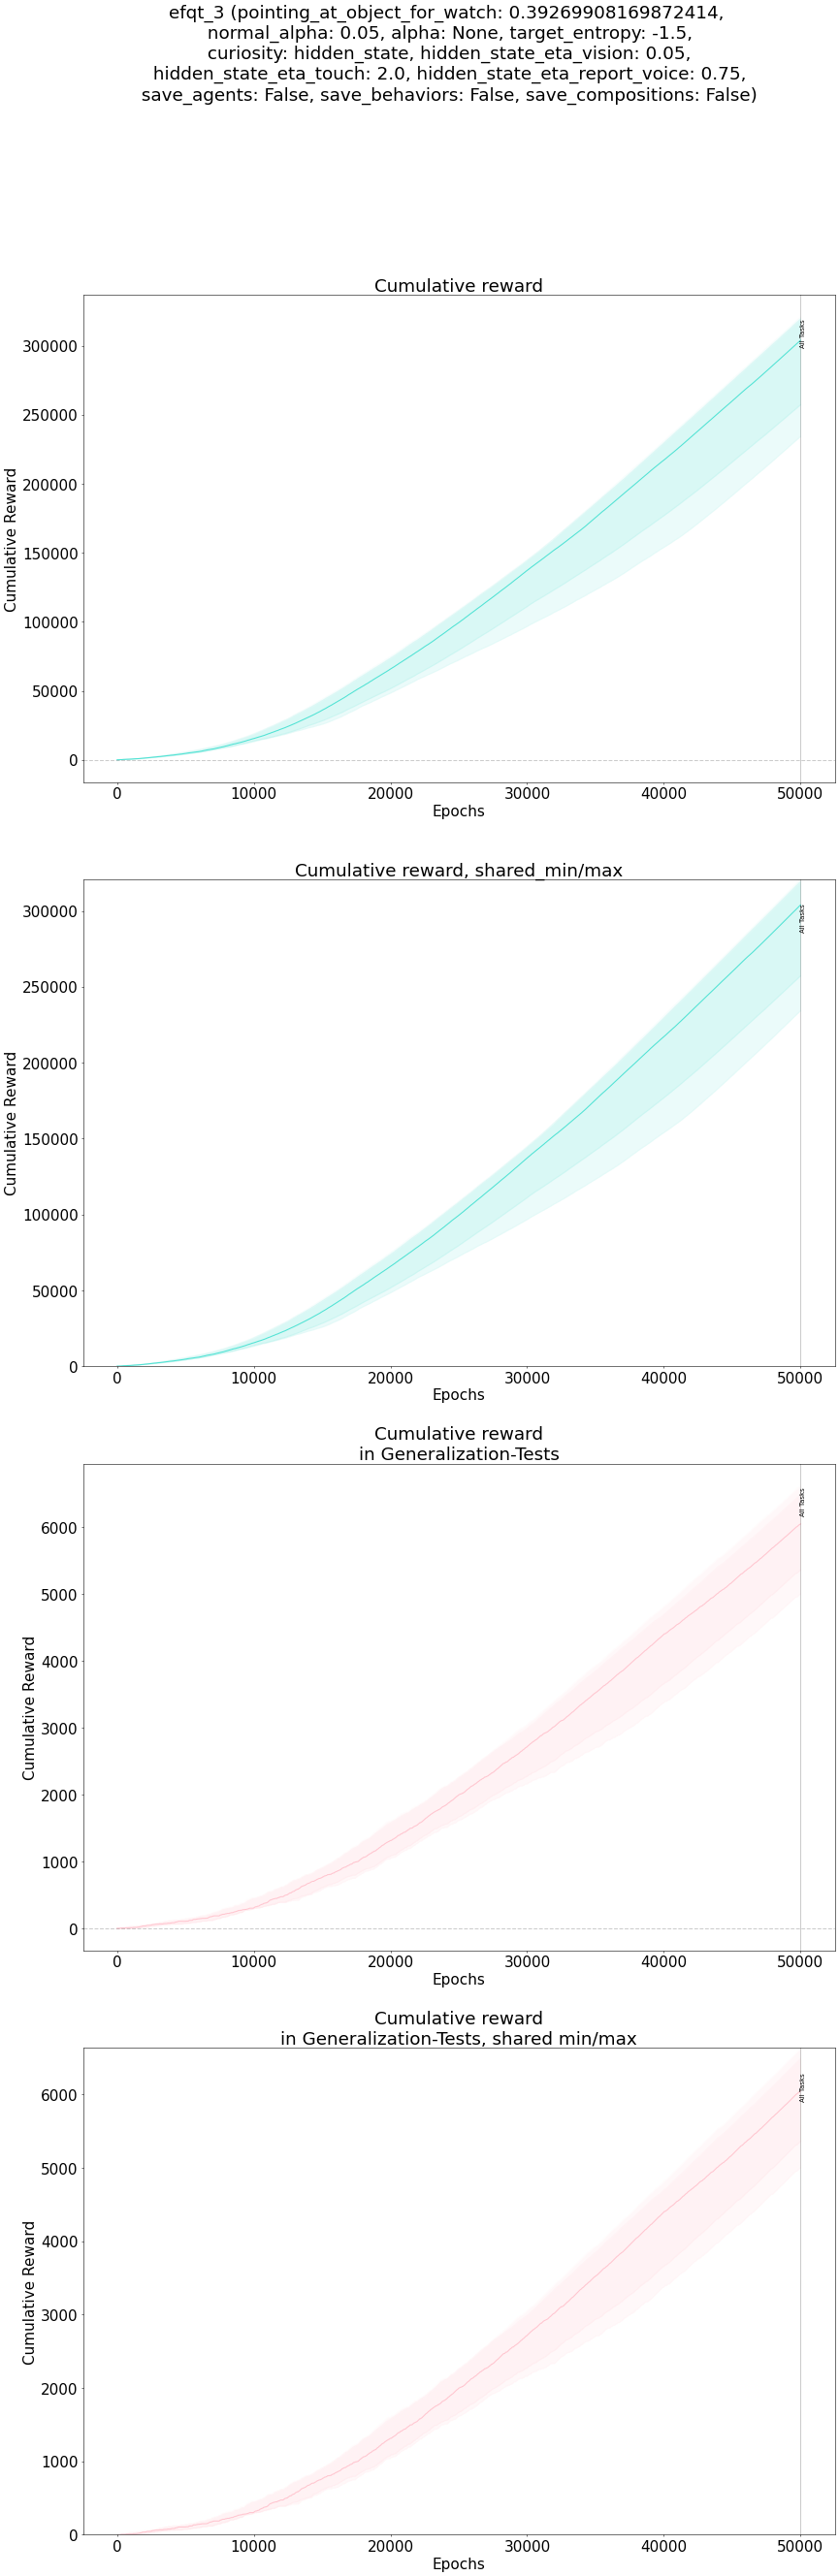 efqt_3 (pointing_at_object_for_watch: 0.39269908169872414,
normal_alpha: 0.05, alpha: None, target_entropy: -1.5,
curiosity: hidden_state, hidden_state_eta_vision: 0.05,
hidden_state_eta_touch: 2.0, hidden_state_eta_report_voice: 0.75,
save_agents: False, save_behaviors: False, save_compositions: False)
Cumulative reward
All Tasks
300000
250000
200000
150000
100000
50000
0
Cumulative Reward
0 10000 20000 30000 40000 50000
Epochs
Cumulative reward, shared_min/max
All Tasks
300000
250000
200000
150000
100000
50000
0
Cumulative Reward
0 10000 20000 30000 40000 50000
Epochs
Cumulative reward
in Generalization-Tests
All Tasks
6000
5000
4000
3000
2000
1000
0
Cumulative Reward
0 10000 20000 30000 40000 50000
Epochs
Cumulative reward
in Generalization-Tests, shared min/max
All Tasks
6000
5000
4000
3000
2000
1000
0
Cumulative Reward
0 10000 20000 30000 40000 50000
Epochs